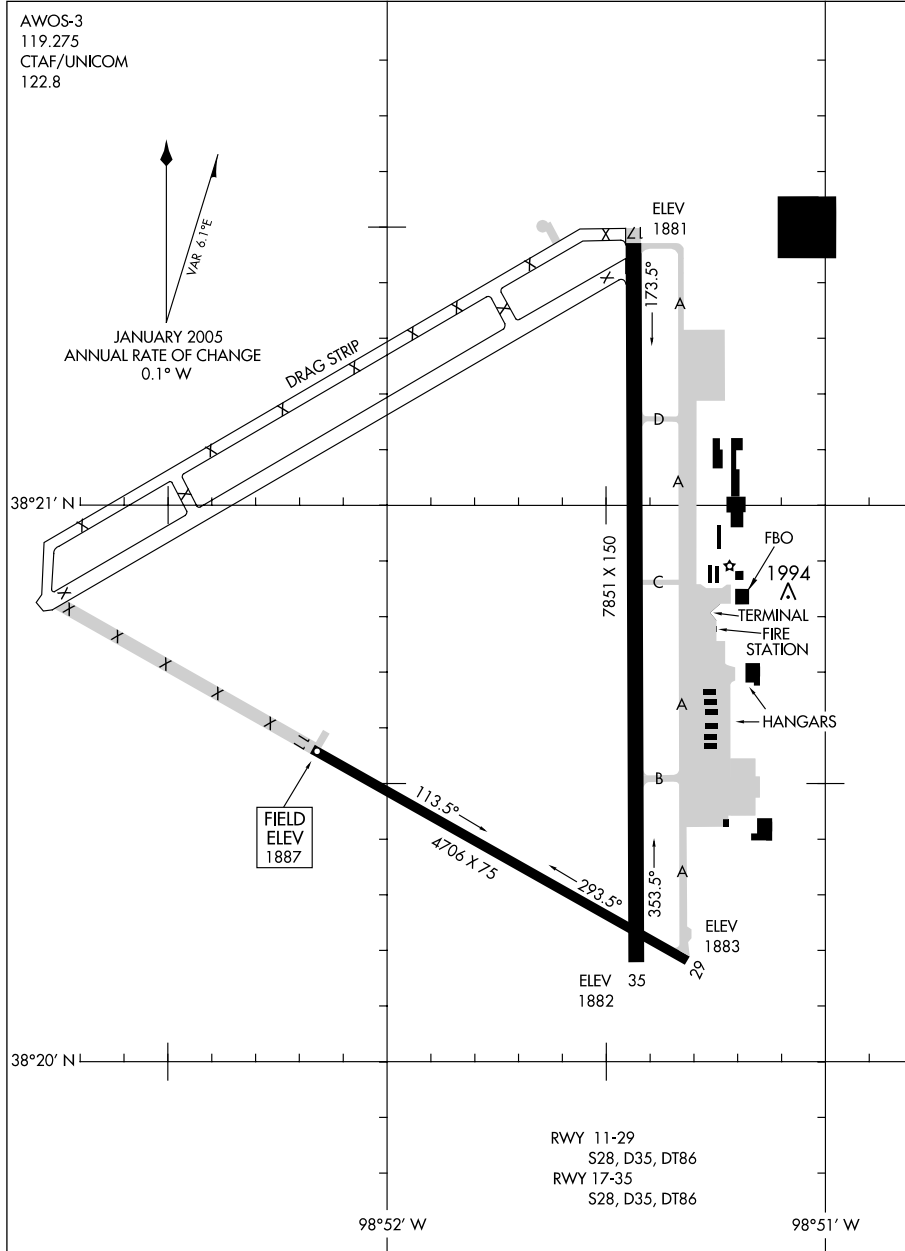 AWOS-3
119.275
CTAF/UNICOM
122.8
VAR 6.1°E
JANUARY 2005
ANNUAL RATE OF CHANGE
0.1° W
ELEV
1881
17
173.5°
A
DRAG STRIP
X
X
X
X
X
X
X
X
X
X
X
X
X
D
A
38°21' N
7851 X 150
FBO
1994
C
TERMINAL
FIRE
STATION
X
X
X
X
X
A
HANGARS
11
B
FIELD
ELEV
1887
113.5°
4706 X 75
293.5°
353.5°
A
ELEV
1883
29
ELEV
1882
35
38°20' N
RWY 11-29
S28, D35, DT86
RWY 17-35
S28, D35, DT86
98°52' W
98°51' W